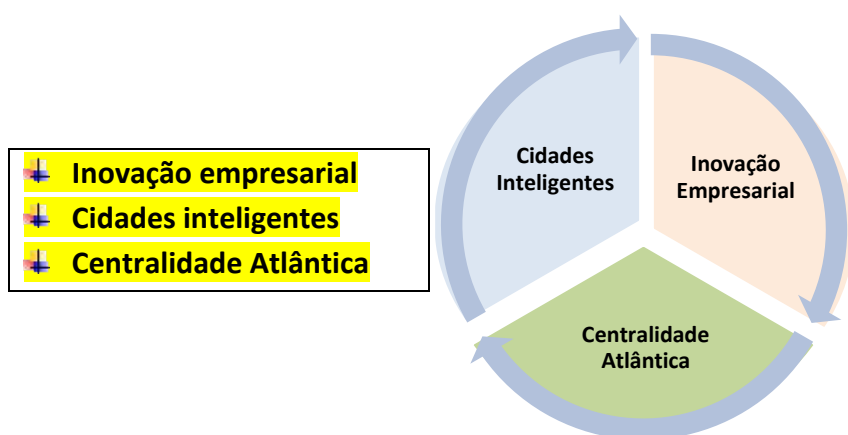 Inovação empresarial
Cidades inteligentes
Centralidade Atlântica
Cidades
Inteligentes
Inovação
Empresarial
Centralidade
Atlântica